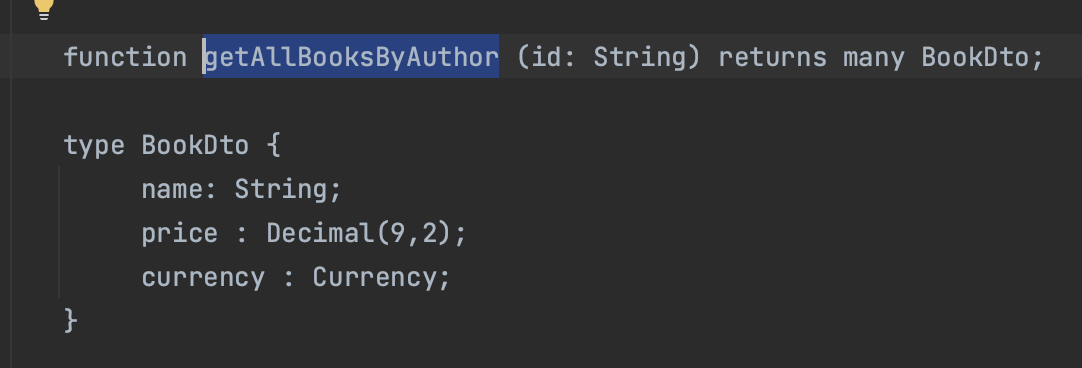 function getAllBooksByAuthor (id: String) returns many BookDto;
type BookDto {
name: String;
price : Decimal(9,2);
currency : Currency;
}